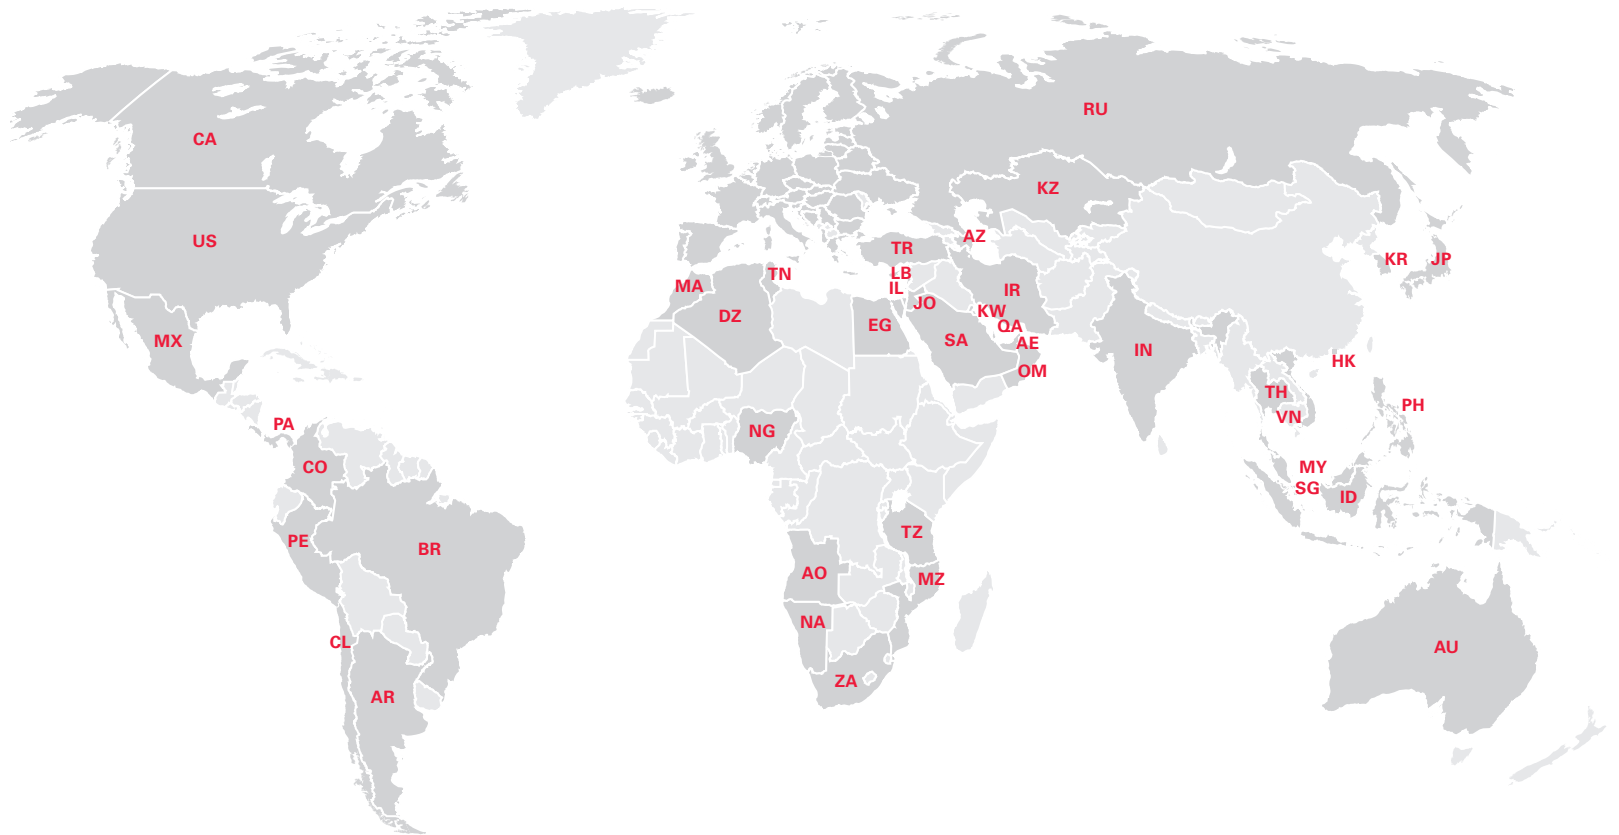 RU
CA
KZ
US
AZ
TR
KR
JP
LB
TN
MA
IL
IR
JO
KW
DZ
EG
QA
MX
SA
AE
IN
HK
OM
TH
PH
VN
PA
NG
CO
MY
SG
ID
TZ
PE
BR
AO
MZ
NA
CL
AU
ZA
AR